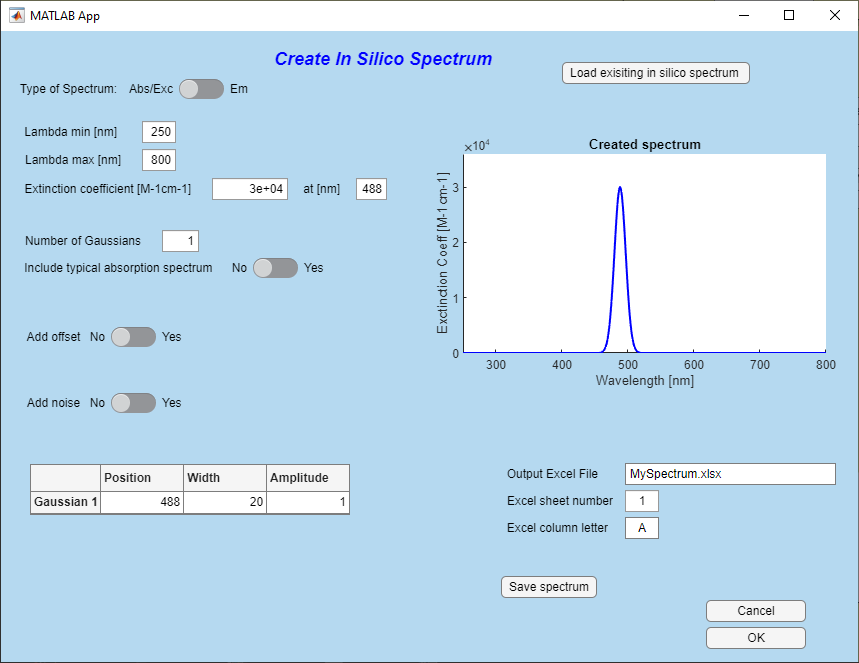 MATLAB App
Create In Silico Spectrum
Load exisiting in silico spectrum
Type of Spectrum: Abs/Exc Em
Lambda min [nm] 250
Lambda max [nm] 800
Extinction coefficient [M-1cm-1] 3e+04 at [nm] 488
Number of Gaussians 1
Include typical absorption spectrum No Yes
Add offset No Yes
Add noise No Yes
×10⁴
Created spectrum
Exctinction Coeff [M-1 cm-1]
3
2
1
0
300 400 500 600 700 800
Wavelength [nm]
Position Width Amplitude
Gaussian 1 488 20 1
Output Excel File MySpectrum.xlsx
Excel sheet number 1
Excel column letter A
Save spectrum
Cancel
OK